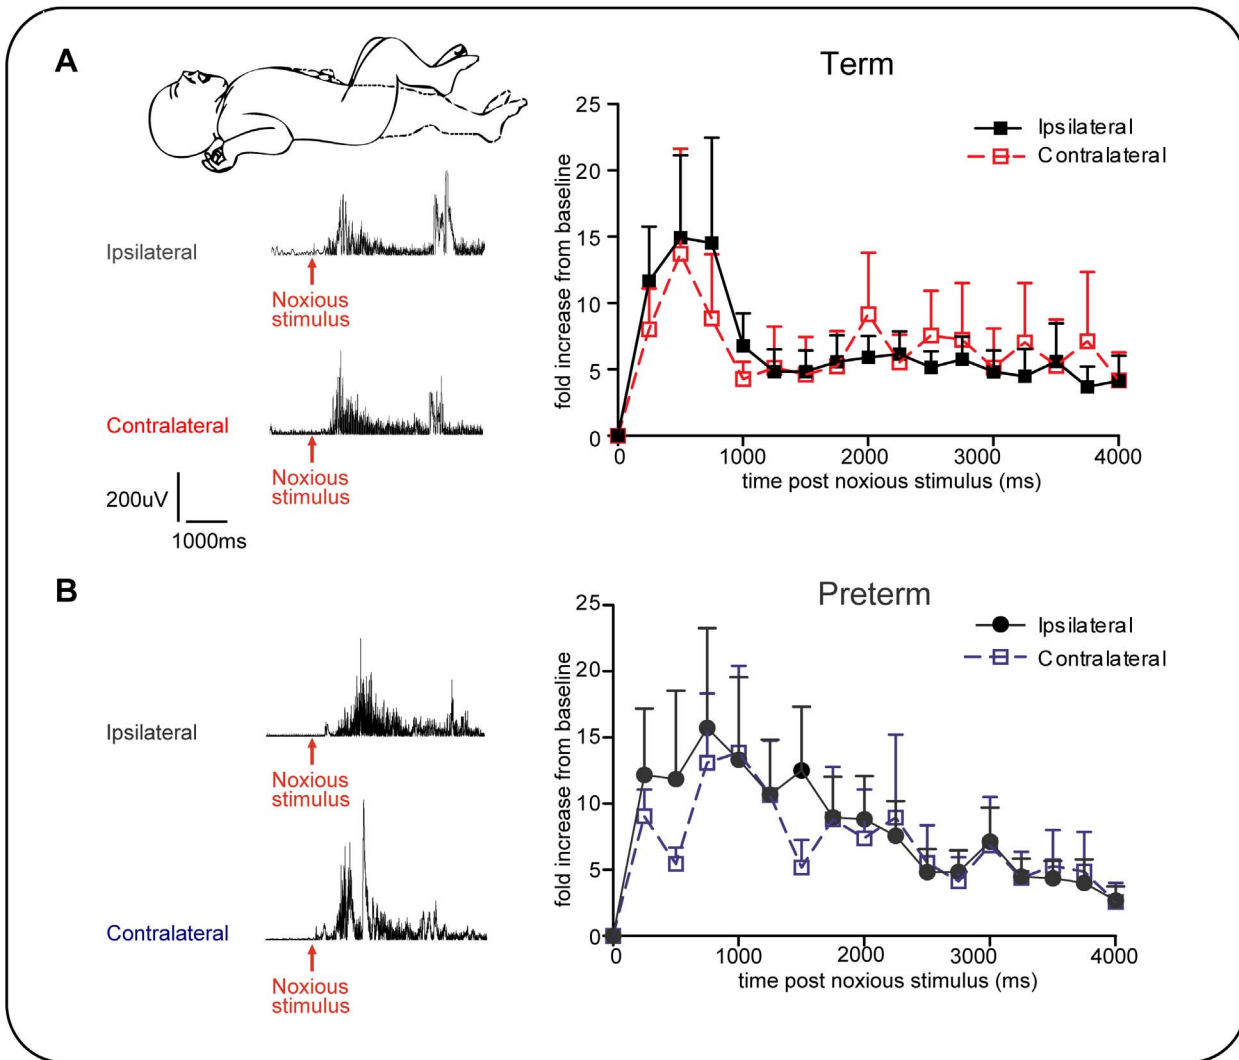 A
Term
25
20
15
10
5
0
fold increase from baseline
Ipsilateral
Contralateral
0 1000 2000 3000 4000
time post noxious stimulus (ms)
Ipsilateral
Noxious
stimulus
Contralateral
Noxious
stimulus
200uV
1000ms
B
Preterm
25
20
15
10
5
0
fold increase from baseline
Ipsilateral
Contralateral
0 1000 2000 3000 4000
time post noxious stimulus (ms)
Ipsilateral
Noxious
stimulus
Contralateral
Noxious
stimulus